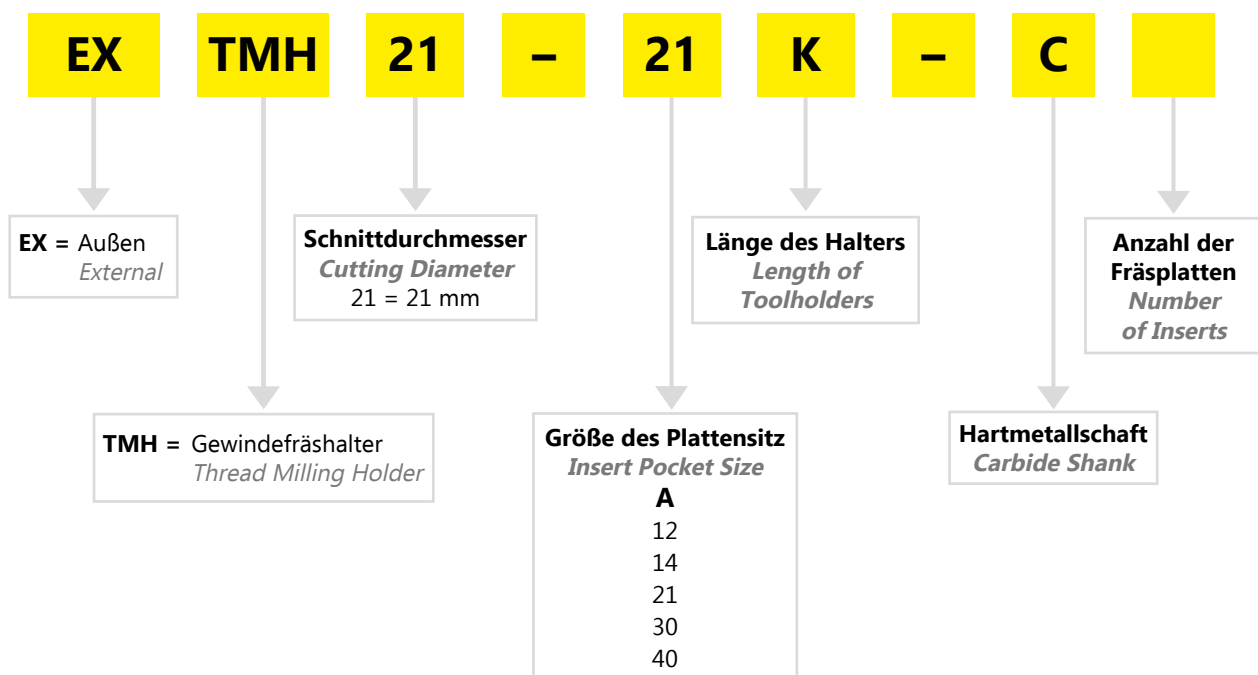 EX TMH 21 – 21 K – C
EX = Außen
External
Schnittdurchmesser
Cutting Diameter
21 = 21 mm
Länge des Halters
Length of
Toolholders
Anzahl der
Fräsplatten
Number
of Inserts
TMH = Gewindefräshalter
Thread Milling Holder
Größe des Plattensitz
Insert Pocket Size
A
12
14
21
30
40
Hartmetallschaft
Carbide Shank